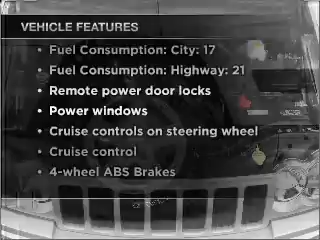 VEHICLE FEATURES
• Fuel Consumption: City: 17
• Fuel Consumption: Highway: 21
• Remote power door locks
• Power windows
• Cruise controls on steering wheel
• Cruise control
• 4-wheel ABS Brakes